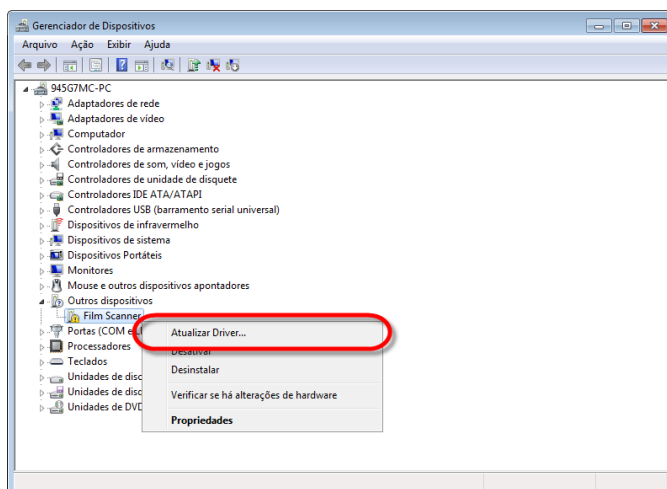 Gerenciador de Dispositivos
Arquivo Ação Exibir Ajuda
945G7MC-PC
Adaptadores de rede
Adaptadores de vídeo
Computador
Controladores de armazenamento
Controladores de som, vídeo e jogos
Controladores de unidade de disquete
Controladores IDE ATA/ATAPI
Controladores USB (barramento serial universal)
Dispositivos de infravermelho
Dispositivos de sistema
Dispositivos Portáteis
Monitores
Mouse e outros dispositivos apontadores
Outros dispositivos
Film Scanner
Portas (COM e
Processadores
Teclados
Unidades de disc
Unidades de disc
Unidades de DVD
Atualizar Driver...
Desativar
Desinstalar
Verificar se há alterações de hardware
Propriedades